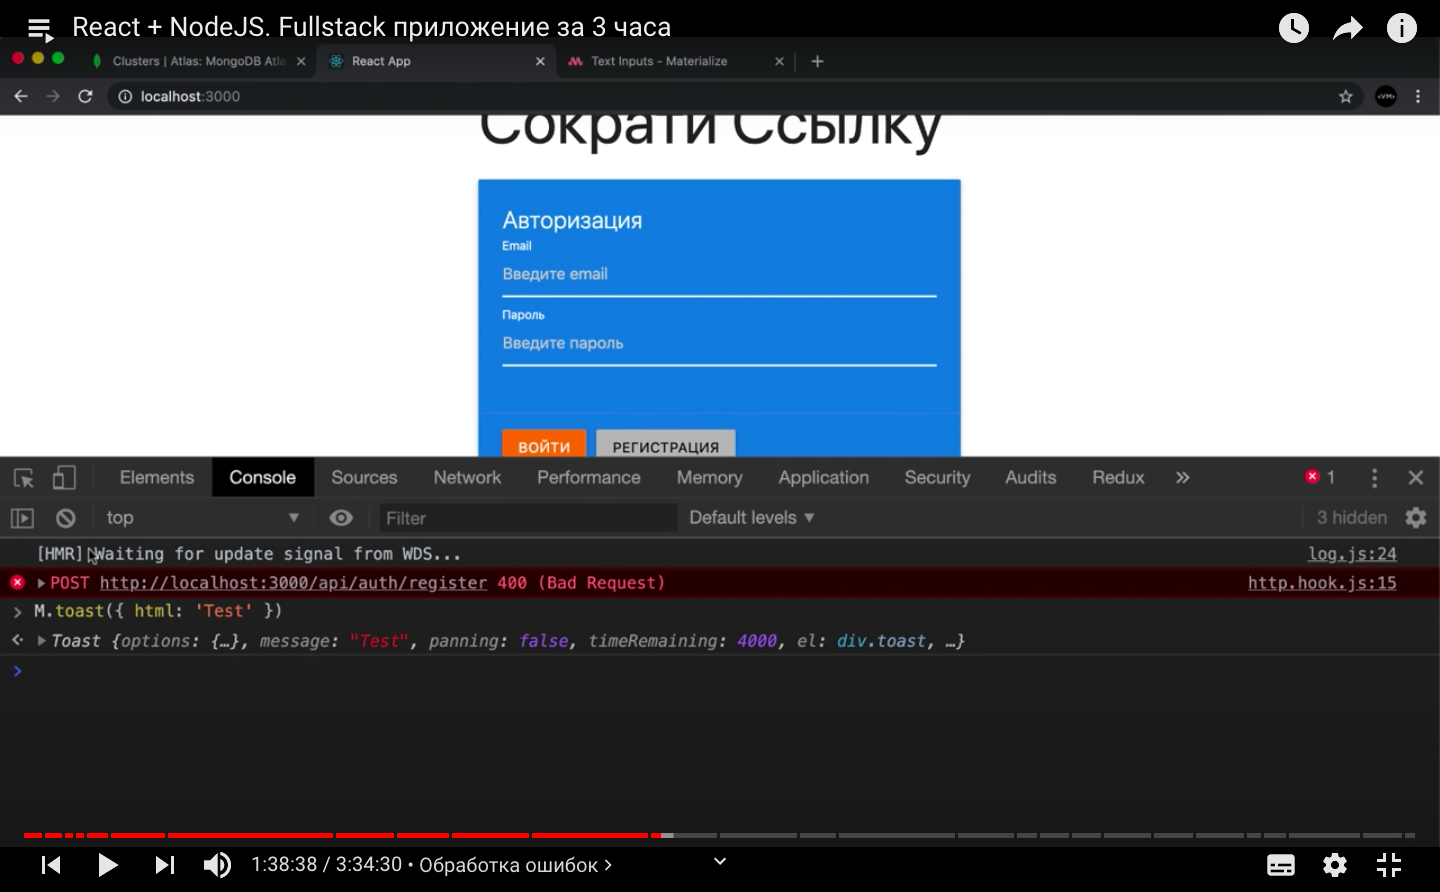 React + NodeJS. Fullstack приложение за 3 часа
Clusters | Atlas: MongoDB Atla
React App
Text Inputs - Materialize
localhost:3000
<VM>
Сократи Ссылку
Авторизация
Email
Введите email
Пароль
Введите пароль
ВОЙТИ РЕГИСТРАЦИЯ
Elements Console Sources Network Performance Memory Application Security Audits Redux » 1
top Filter Default levels 3 hidden
[HMR] Waiting for update signal from WDS... log.js:24
POST http://localhost:3000/api/auth/register 400 (Bad Request) http.hook.js:15
M.toast({ html: 'Test' })
Toast {options: {…}, message: "Test", panning: false, timeRemaining: 4000, el: div.toast, …}
1:38:38 / 3:34:30 • Обработка ошибок